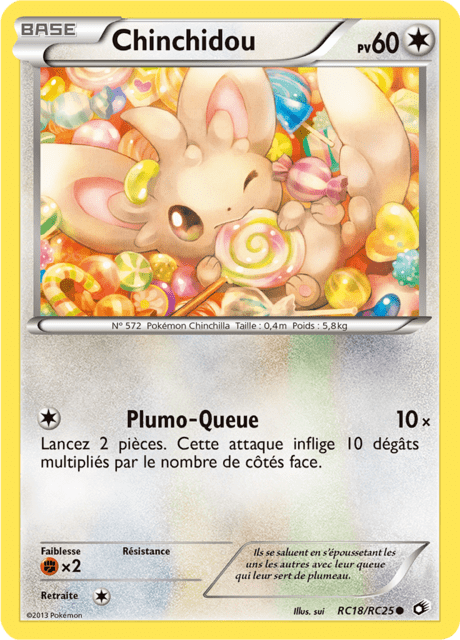 BASE
Chinchidou
PV60
N° 572 Pokémon Chinchilla Taille : 0,4m Poids : 5,8kg
Plumo-Queue 10×
Lancez 2 pièces. Cette attaque inflige 10 dégâts
multipliés par le nombre de côtés face.
Faiblesse
×2
Résistance
Retraite
Ils se saluent en s'époussetant les
uns les autres avec leur queue
qui leur sert de plumeau.
©2013 Pokémon
Illus. sui
RC18/RC25